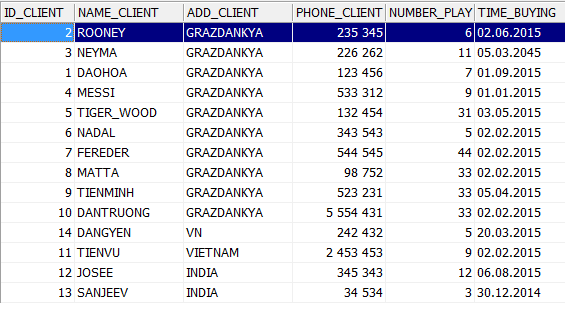 ID_CLIENT NAME_CLIENT ADD_CLIENT PHONE_CLIENT NUMBER_PLAY TIME_BUYING
2 ROONEY GRAZDANKYA 235 345 6 02.06.2015
3 NEYMA GRAZDANKYA 226 262 11 05.03.2045
1 DAOHOA GRAZDANKYA 123 456 7 01.09.2015
4 MESSI GRAZDANKYA 533 312 9 01.01.2015
5 TIGER_WOOD GRAZDANKYA 132 454 31 03.05.2015
6 NADAL GRAZDANKYA 343 543 5 02.02.2015
7 FEREDER GRAZDANKYA 544 545 44 02.02.2015
8 MATTA GRAZDANKYA 98 752 33 02.02.2015
9 TIENMINH GRAZDANKYA 523 231 33 05.04.2015
10 DANTRUONG GRAZDANKYA 5 554 431 33 02.02.2015
14 DANGYEN VN 242 432 5 20.03.2015
11 TIENVU VIETNAM 2 453 453 9 02.02.2015
12 JOSEE INDIA 345 343 12 06.08.2015
13 SANJEEV INDIA 34 534 3 30.12.2014